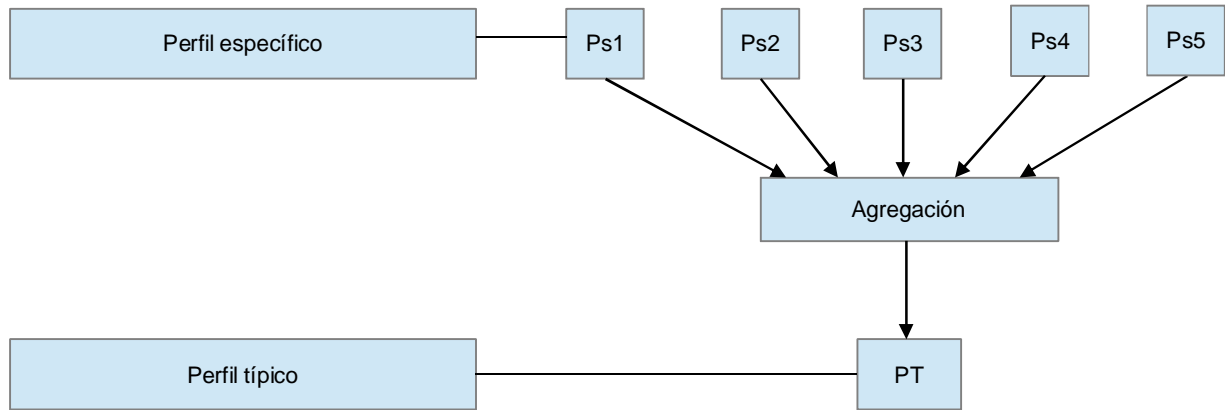 Perfil específico
Ps1
Ps2
Ps3
Ps4
Ps5
Agregación
Perfil típico
PT